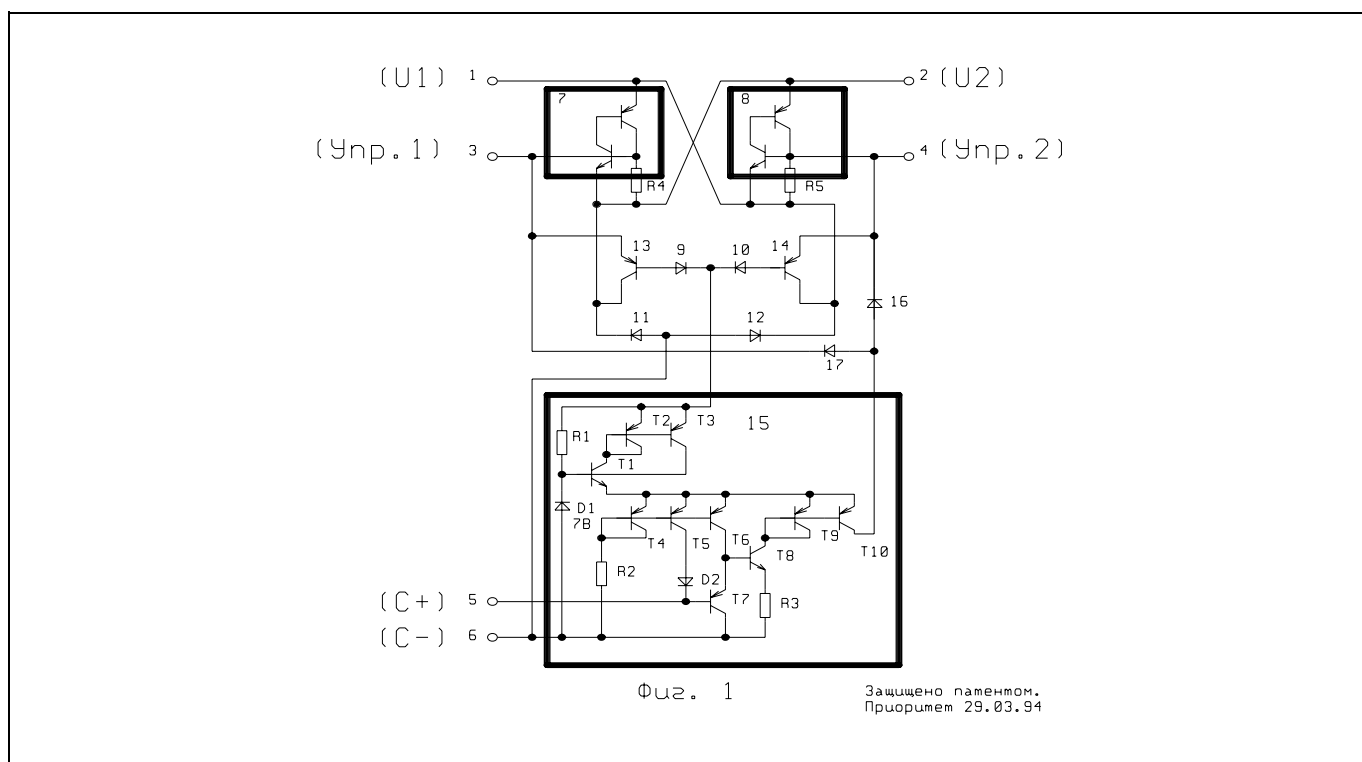 (U1) 1
2 (U2)
7
8
(Упр.1) 3
4 (Упр.2)
R4
R5
13 9 10 14
16
11 12
17
15
T2 T3
R1
T1
D1
7В
T4 T5 T6 T8 T9 T10
R2 D2
T7 R3
(C+) 5
(C-) 6
Фиг. 1
Защищено патентом.
Приоритет 29.03.94